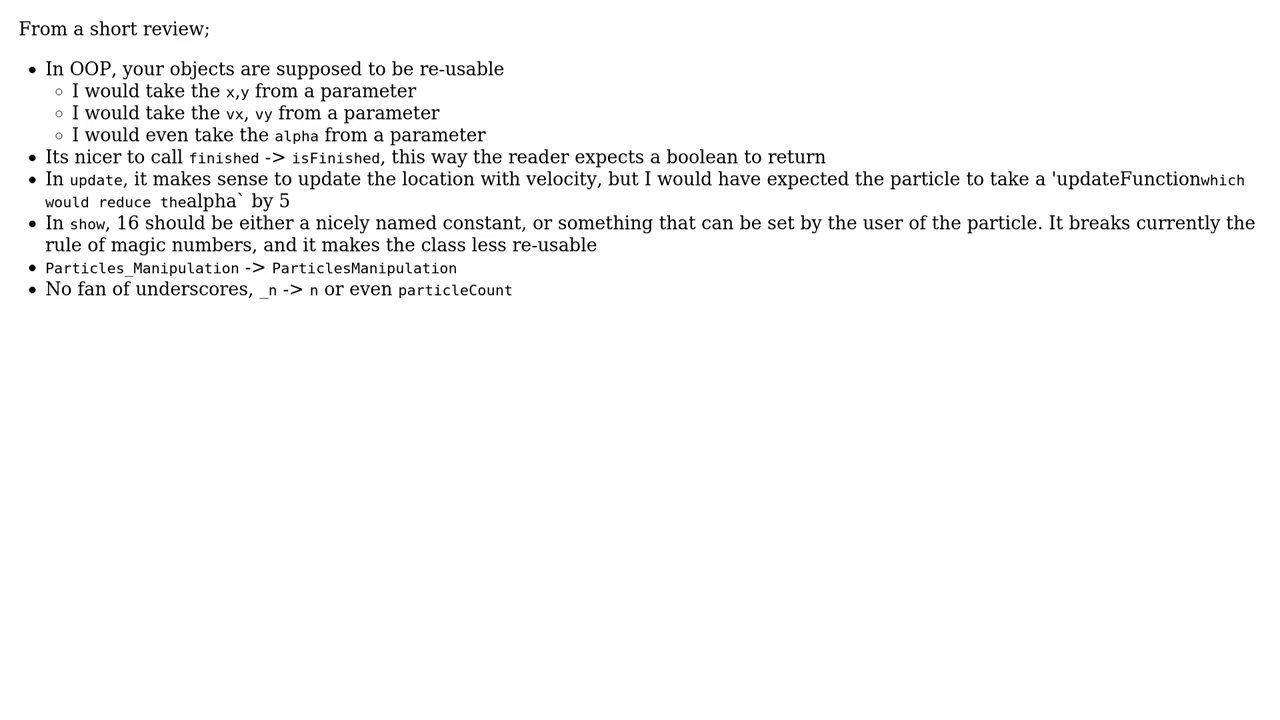 From a short review;
• In OOP, your objects are supposed to be re-usable
◦ I would take the x,y from a parameter
◦ I would take the vx, vy from a parameter
◦ I would even take the alpha from a parameter
• Its nicer to call finished -> isFinished, this way the reader expects a boolean to return
• In update, it makes sense to update the location with velocity, but I would have expected the particle to take a 'updateFunctionwhich
would reduce thealpha` by 5
• In show, 16 should be either a nicely named constant, or something that can be set by the user of the particle. It breaks currently the
rule of magic numbers, and it makes the class less re-usable
• Particles_Manipulation -> ParticlesManipulation
• No fan of underscores, _n -> n or even particleCount